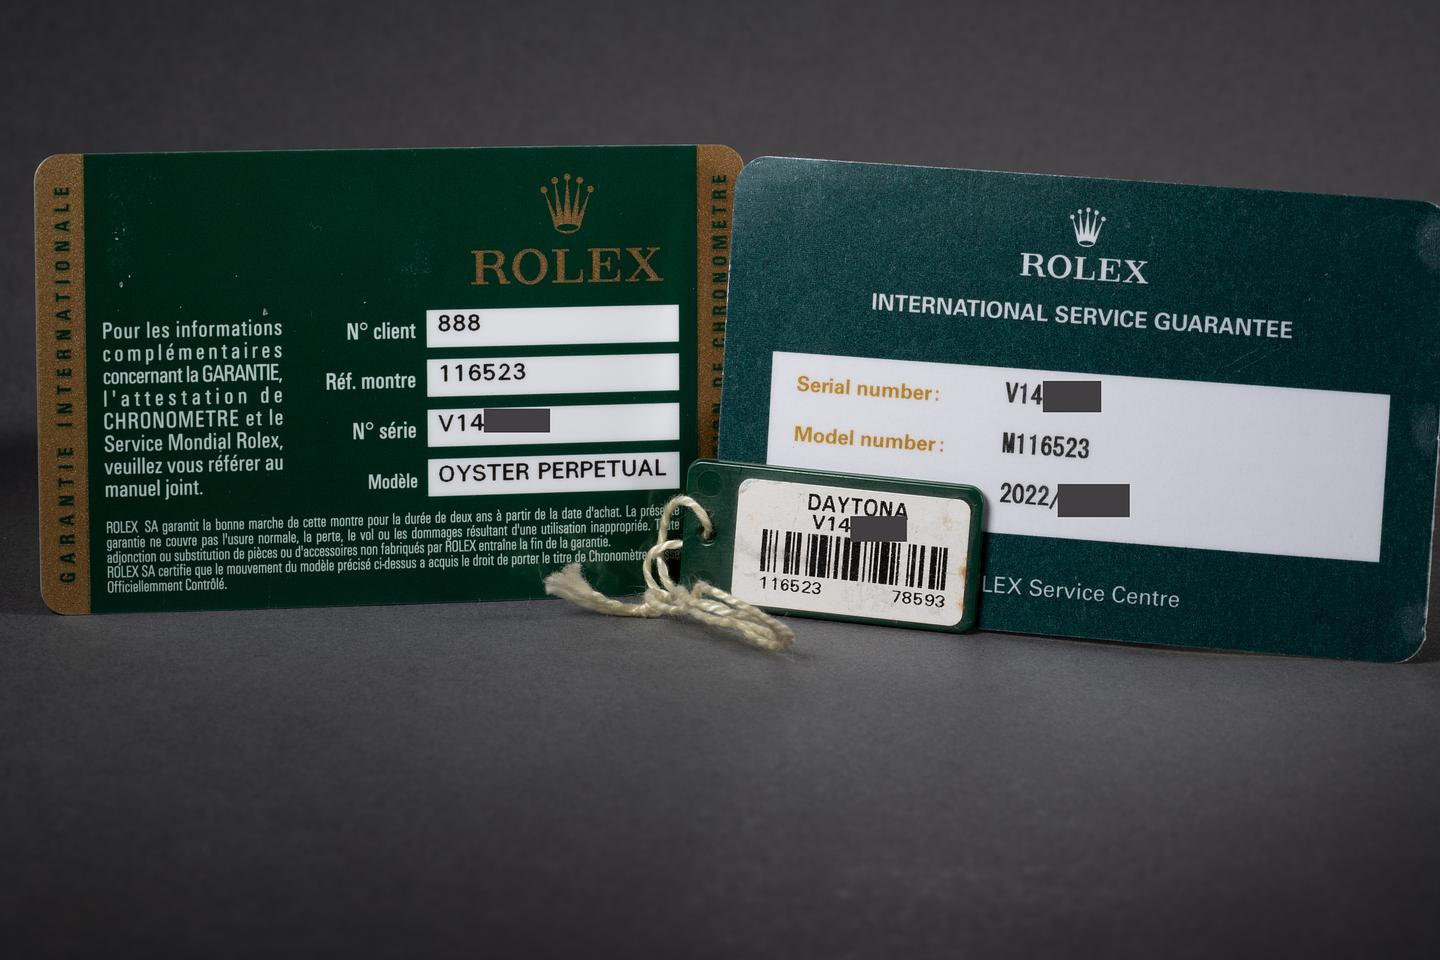 GARANTIE INTERNATIONALE
ROLEX
Pour les informations
complémentaires
concernant la GARANTIE,
l'attestation de
CHRONOMETRE et le
Service Mondial Rolex,
veuillez vous référer au
manuel joint.
N° client 888
Réf. montre 116523
N° série V14
Modèle OYSTER PERPETUAL
ROLEX SA garantit la bonne marche de cette montre pour la durée de deux ans à partir de la date d'achat. La présente
garantie ne couvre pas l'usure normale, la perte, le vol ou les dommages résultant d'une utilisation inappropriée. Toute
adjonction ou substitution de pièces ou d'accessoires non fabriqués par ROLEX entraîne la fin de la garantie.
ROLEX SA certifie que le mouvement du modèle précisé ci-dessus a acquis le droit de porter le titre de Chronomètre
Officiellement Contrôlé.
DE CHRONOMETRE
ROLEX
INTERNATIONAL SERVICE GUARANTEE
Serial number: V14
Model number: M116523
2022/
LEX Service Centre
DAYTONA
V14
116523 78593